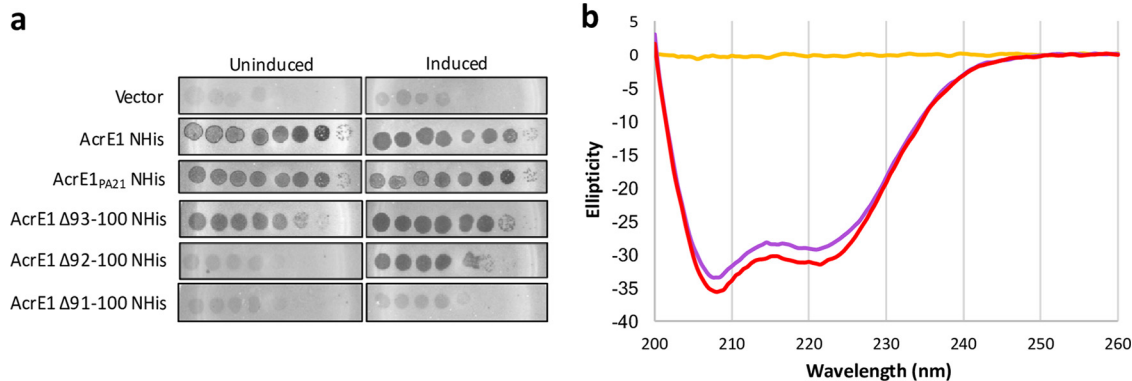 a
Uninduced Induced
Vector
AcrE1 NHis
AcrE1PA21 NHis
AcrE1 Δ93-100 NHis
AcrE1 Δ92-100 NHis
AcrE1 Δ91-100 NHis
b
Ellipticity
5
0
-5
-10
-15
-20
-25
-30
-35
-40
200 210 220 230 240 250 260
Wavelength (nm)